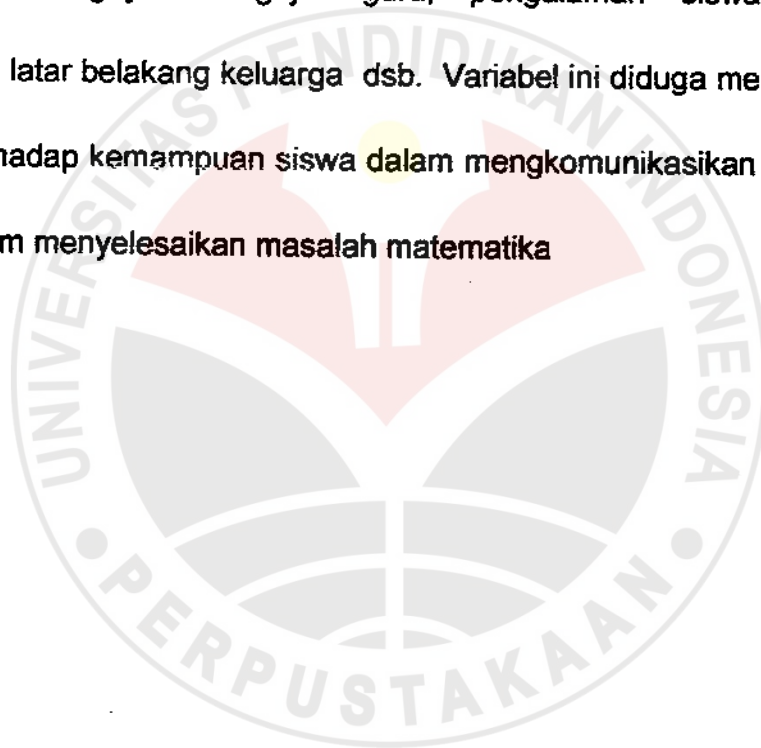 latar belakang keluarga dsb. Variabel ini diduga me
hadap kemampuan siswa dalam mengkomunikasikan
m menyelesaikan masalah matematika
UNIVERSITAS PENDIDIKAN INDONESIA
PERPUSTAKAAN